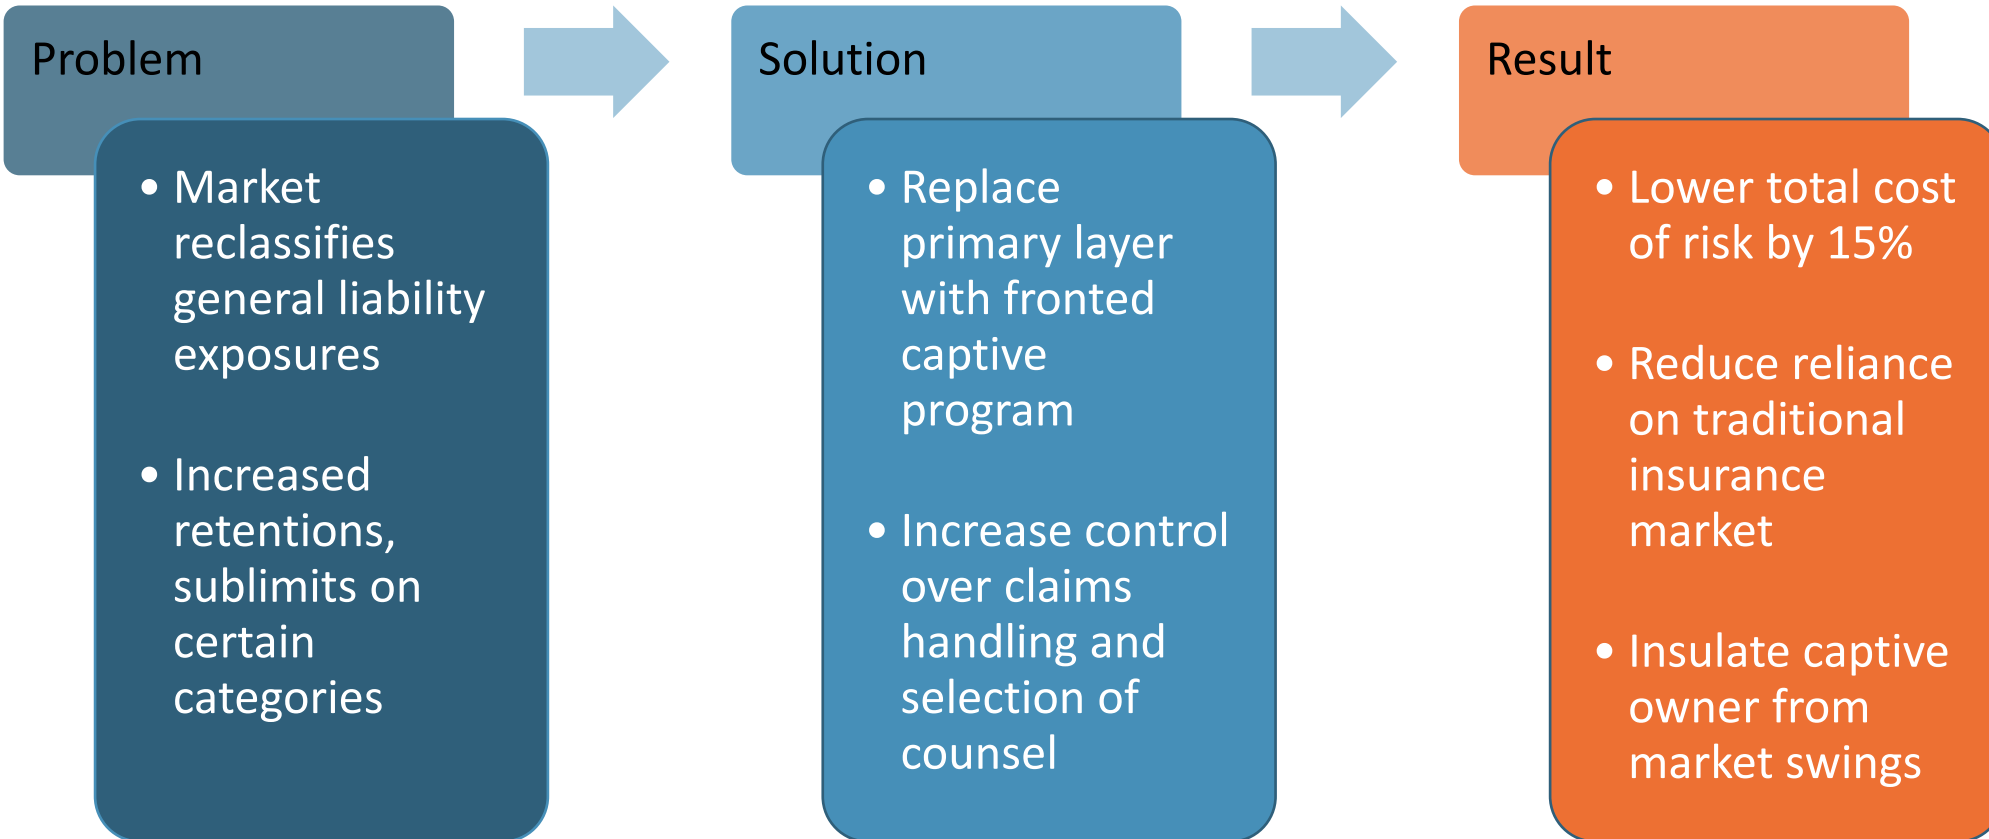 Problem
• Market
reclassifies
general liability
exposures
• Increased
retentions,
sublimits on
certain
categories
Solution
• Replace
primary layer
with fronted
captive
program
• Increase control
over claims
handling and
selection of
counsel
Result
• Lower total cost
of risk by 15%
• Reduce reliance
on traditional
insurance
market
• Insulate captive
owner from
market swings